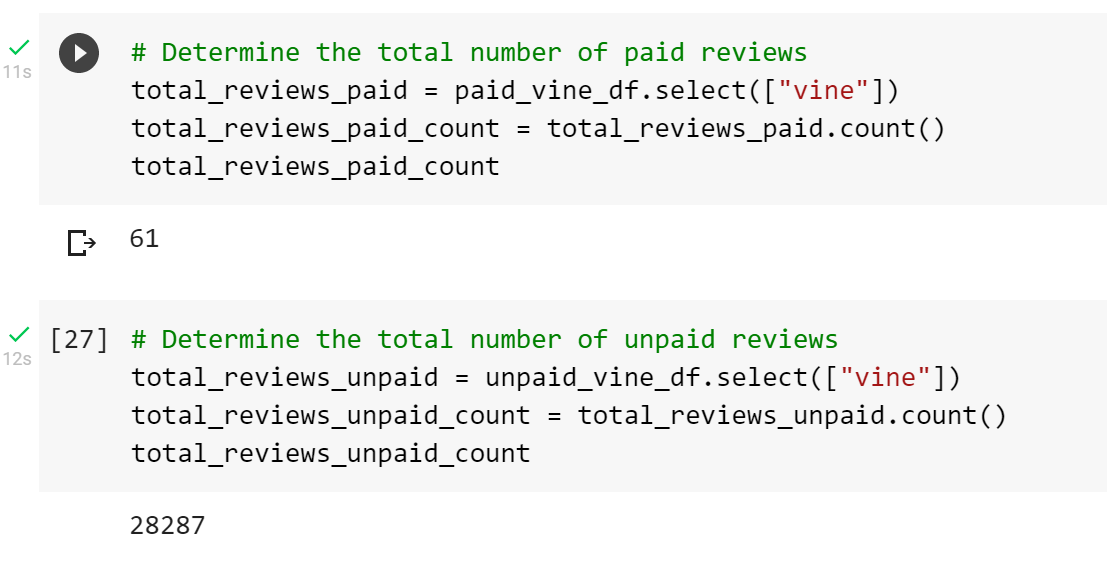 # Determine the total number of paid reviews
11s
total_reviews_paid = paid_vine_df.select(["vine"])
total_reviews_paid_count = total_reviews_paid.count()
total_reviews_paid_count
61
[27] # Determine the total number of unpaid reviews
12s
total_reviews_unpaid = unpaid_vine_df.select(["vine"])
total_reviews_unpaid_count = total_reviews_unpaid.count()
total_reviews_unpaid_count
28287